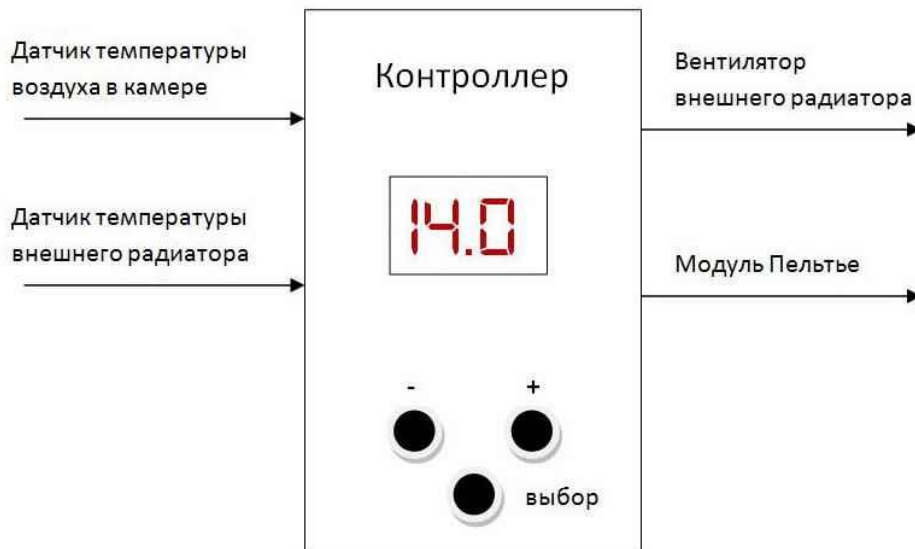 Датчик температуры
воздуха в камере
Контроллер
Вентилятор
внешнего радиатора
Датчик температуры
внешнего радиатора
14.0
Модуль Пельтье
- +
выбор